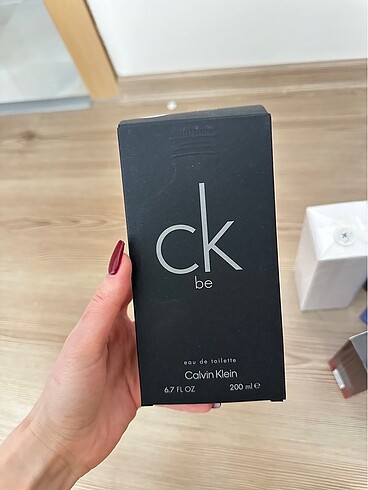 ck
be
eau de toilette
Calvin Klein
6.7 FL OZ 200 ml ℮